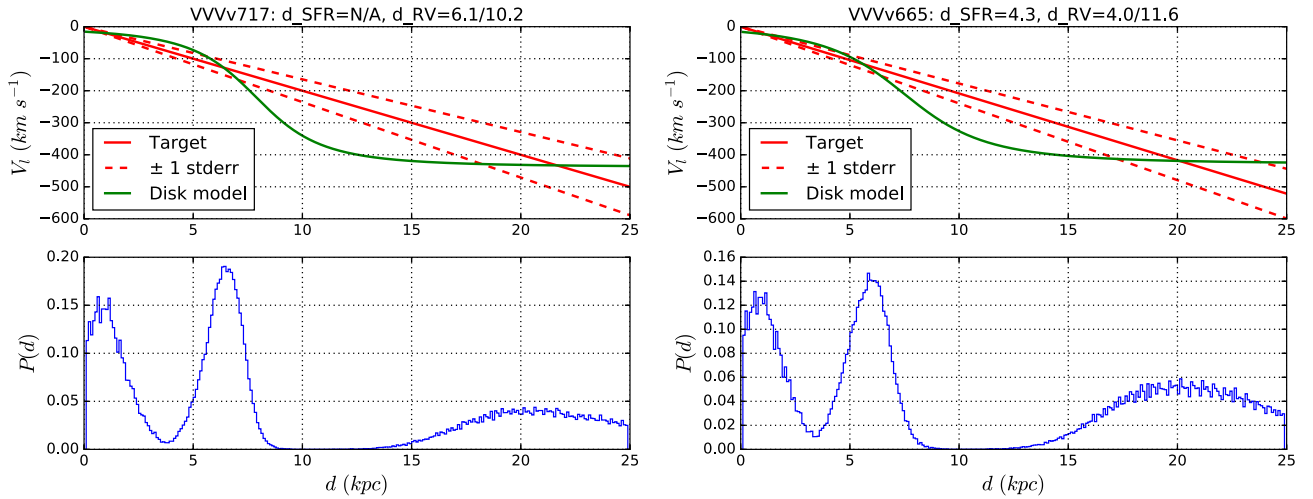 VVVv717: d_SFR=N/A, d_RV=6.1/10.2
0
−100
−200
−300
−400
−500
−600
V_l (km s⁻¹)
Target
± 1 stderr
Disk model
0 5 10 15 20 25
0.20
0.15
0.10
0.05
0.00
P(d)
0 5 10 15 20 25
d (kpc)
VVVv665: d_SFR=4.3, d_RV=4.0/11.6
0
−100
−200
−300
−400
−500
−600
V_l (km s⁻¹)
Target
± 1 stderr
Disk model
0 5 10 15 20 25
0.16
0.14
0.12
0.10
0.08
0.06
0.04
0.02
0.00
P(d)
0 5 10 15 20 25
d (kpc)